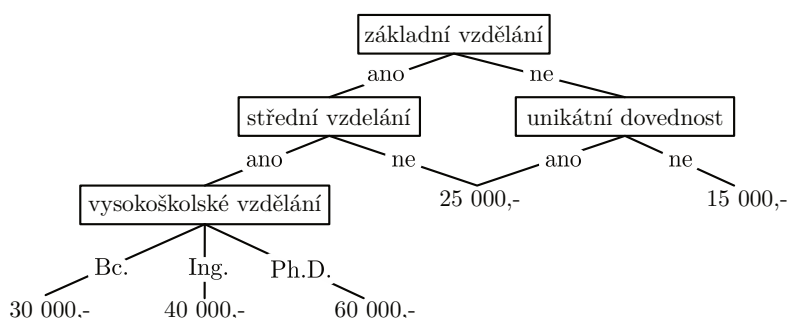 základní vzdělání
ano ne
střední vzdelání unikátní dovednost
ano ne ano ne
vysokoškolské vzdělání 25 000,- 15 000,-
Bc. Ing. Ph.D.
30 000,- 40 000,- 60 000,-